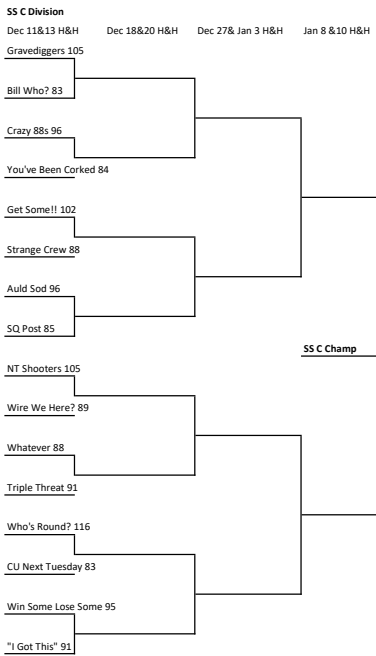 SS C Division
Dec 11&13 H&H Dec 18&20 H&H Dec 27& Jan 3 H&H Jan 8 &10 H&H
Gravediggers 105
Bill Who? 83
Crazy 88s 96
You've Been Corked 84
Get Some!! 102
Strange Crew 88
Auld Sod 96
SQ Post 85
SS C Champ
NT Shooters 105
Wire We Here? 89
Whatever 88
Triple Threat 91
Who's Round? 116
CU Next Tuesday 83
Win Some Lose Some 95
"I Got This" 91